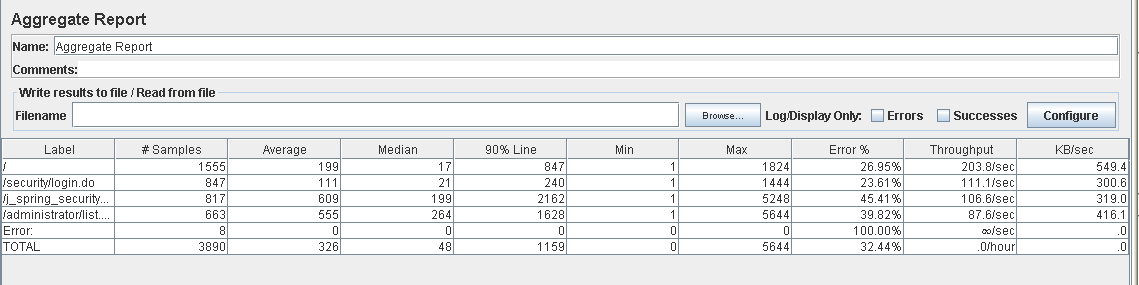 Aggregate Report
Name: Aggregate Report
Comments:
Write results to file / Read from file
Filename Browse... Log/Display Only: Errors Successes Configure
Label # Samples Average Median 90% Line Min Max Error % Throughput KB/sec
/ 1555 199 17 847 1 1824 26.95% 203.8/sec 549.4
/security/login.do 847 111 21 240 1 1444 23.61% 111.1/sec 300.6
/j_spring_security... 817 609 199 2162 1 5248 45.41% 106.6/sec 319.0
/administrator/list.... 663 555 264 1628 1 5644 39.82% 87.6/sec 416.1
Error: 8 0 0 0 0 0 100.00% ∞/sec .0
TOTAL 3890 326 48 1159 0 5644 32.44% .0/hour .0